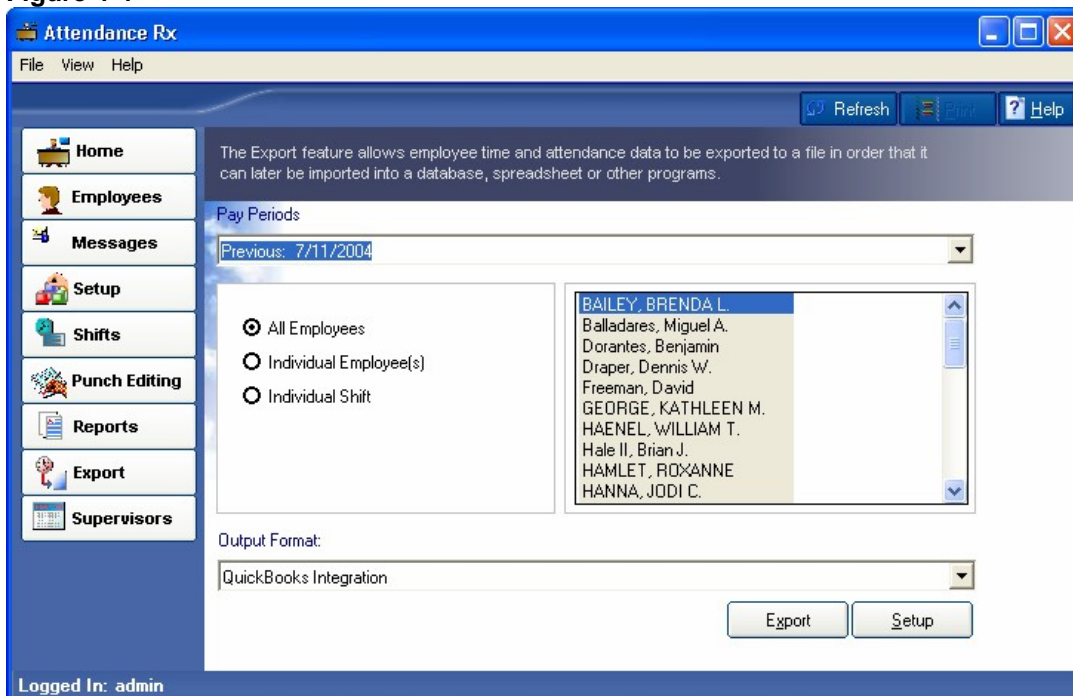 Attendance Rx
File View Help
Refresh Print ? Help
Home
Employees
Messages
Setup
Shifts
Punch Editing
Reports
Export
Supervisors
The Export feature allows employee time and attendance data to be exported to a file in order that it
can later be imported into a database, spreadsheet or other programs.
Pay Periods
Previous: 7/11/2004
All Employees
Individual Employee(s)
Individual Shift
BAILEY, BRENDA L.
Balladares, Miguel A.
Dorantes, Benjamin
Draper, Dennis W.
Freeman, David
GEORGE, KATHLEEN M.
HAENEL, WILLIAM T.
Hale II, Brian J.
HAMLET, ROXANNE
HANNA, JODI C.
Output Format:
QuickBooks Integration
Export Setup
Logged In: admin